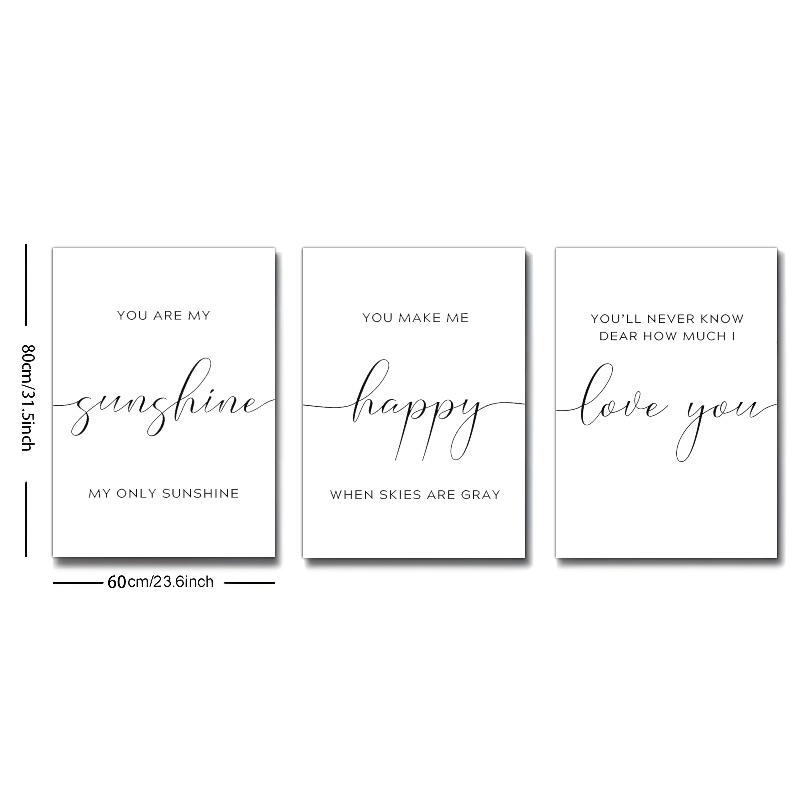 YOU ARE MY
sunshine
MY ONLY SUNSHINE
YOU MAKE ME
happy
WHEN SKIES ARE GRAY
YOU'LL NEVER KNOW
DEAR HOW MUCH I
love you
80cm/31.5inch
60cm/23.6inch